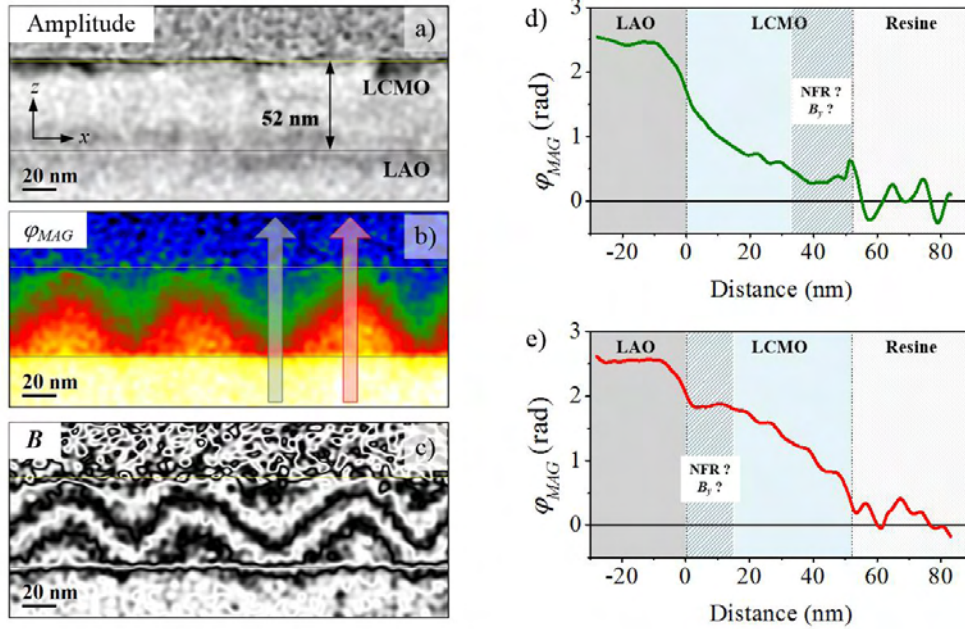 Amplitude
a)
LCMO
z
x
52 nm
20 nm
LAO
φMAG
b)
20 nm
B
c)
20 nm
d)
LAO
LCMO
Resine
NFR ?
By ?
φMAG (rad)
3
2
1
0
-20 0 20 40 60 80
Distance (nm)
e)
LAO
LCMO
Resine
NFR ?
By ?
φMAG (rad)
3
2
1
0
-20 0 20 40 60 80
Distance (nm)